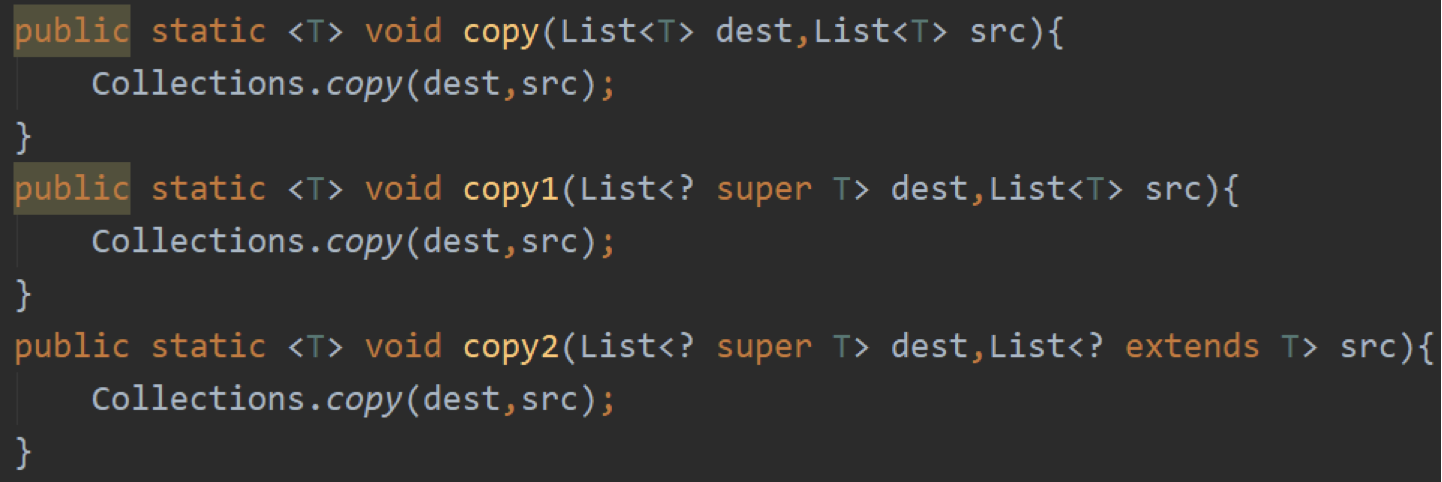 public static <T> void copy(List<T> dest,List<T> src){
    Collections.copy(dest,src);
}
public static <T> void copy1(List<? super T> dest,List<T> src){
    Collections.copy(dest,src);
}
public static <T> void copy2(List<? super T> dest,List<? extends T> src){
    Collections.copy(dest,src);
}